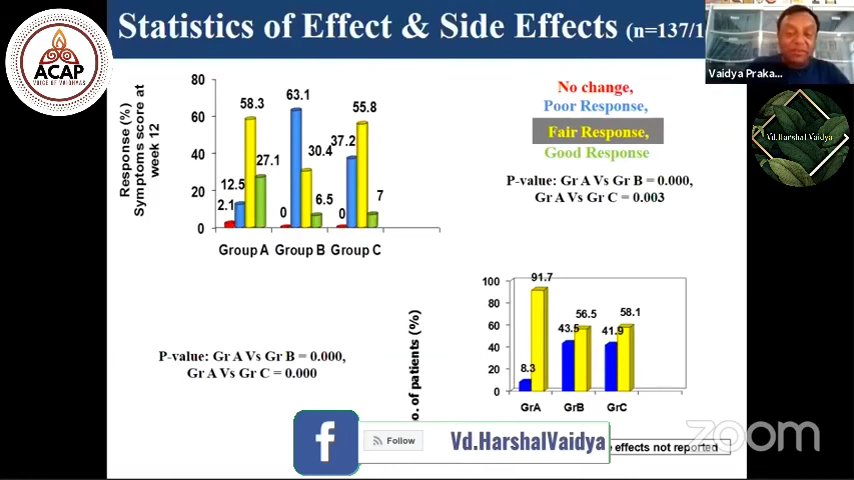 Statistics of Effect & Side Effects (n=137/1
ACAP
VOICE OF VAIDHYAS
Vaidya Praka...
Vd.Harshal Vaidya
Response (%)
Symptoms score at
week 12
80
60
40
20
0
2.1
12.5
58.3
27.1
0
63.1
30.4
6.5
0
37.2
55.8
7
Group A
Group B
Group C
No change,
Poor Response,
Fair Response,
Good Response
P-value: Gr A Vs Gr B = 0.000,
Gr A Vs Gr C = 0.003
P-value: Gr A Vs Gr B = 0.000,
Gr A Vs Gr C = 0.000
o. of patients (%)
100
80
60
40
20
0
8.3
91.7
43.5
56.5
41.9
58.1
GrA
GrB
GrC
effects not reported
f
Follow
Vd.HarshalVaidya
zoom